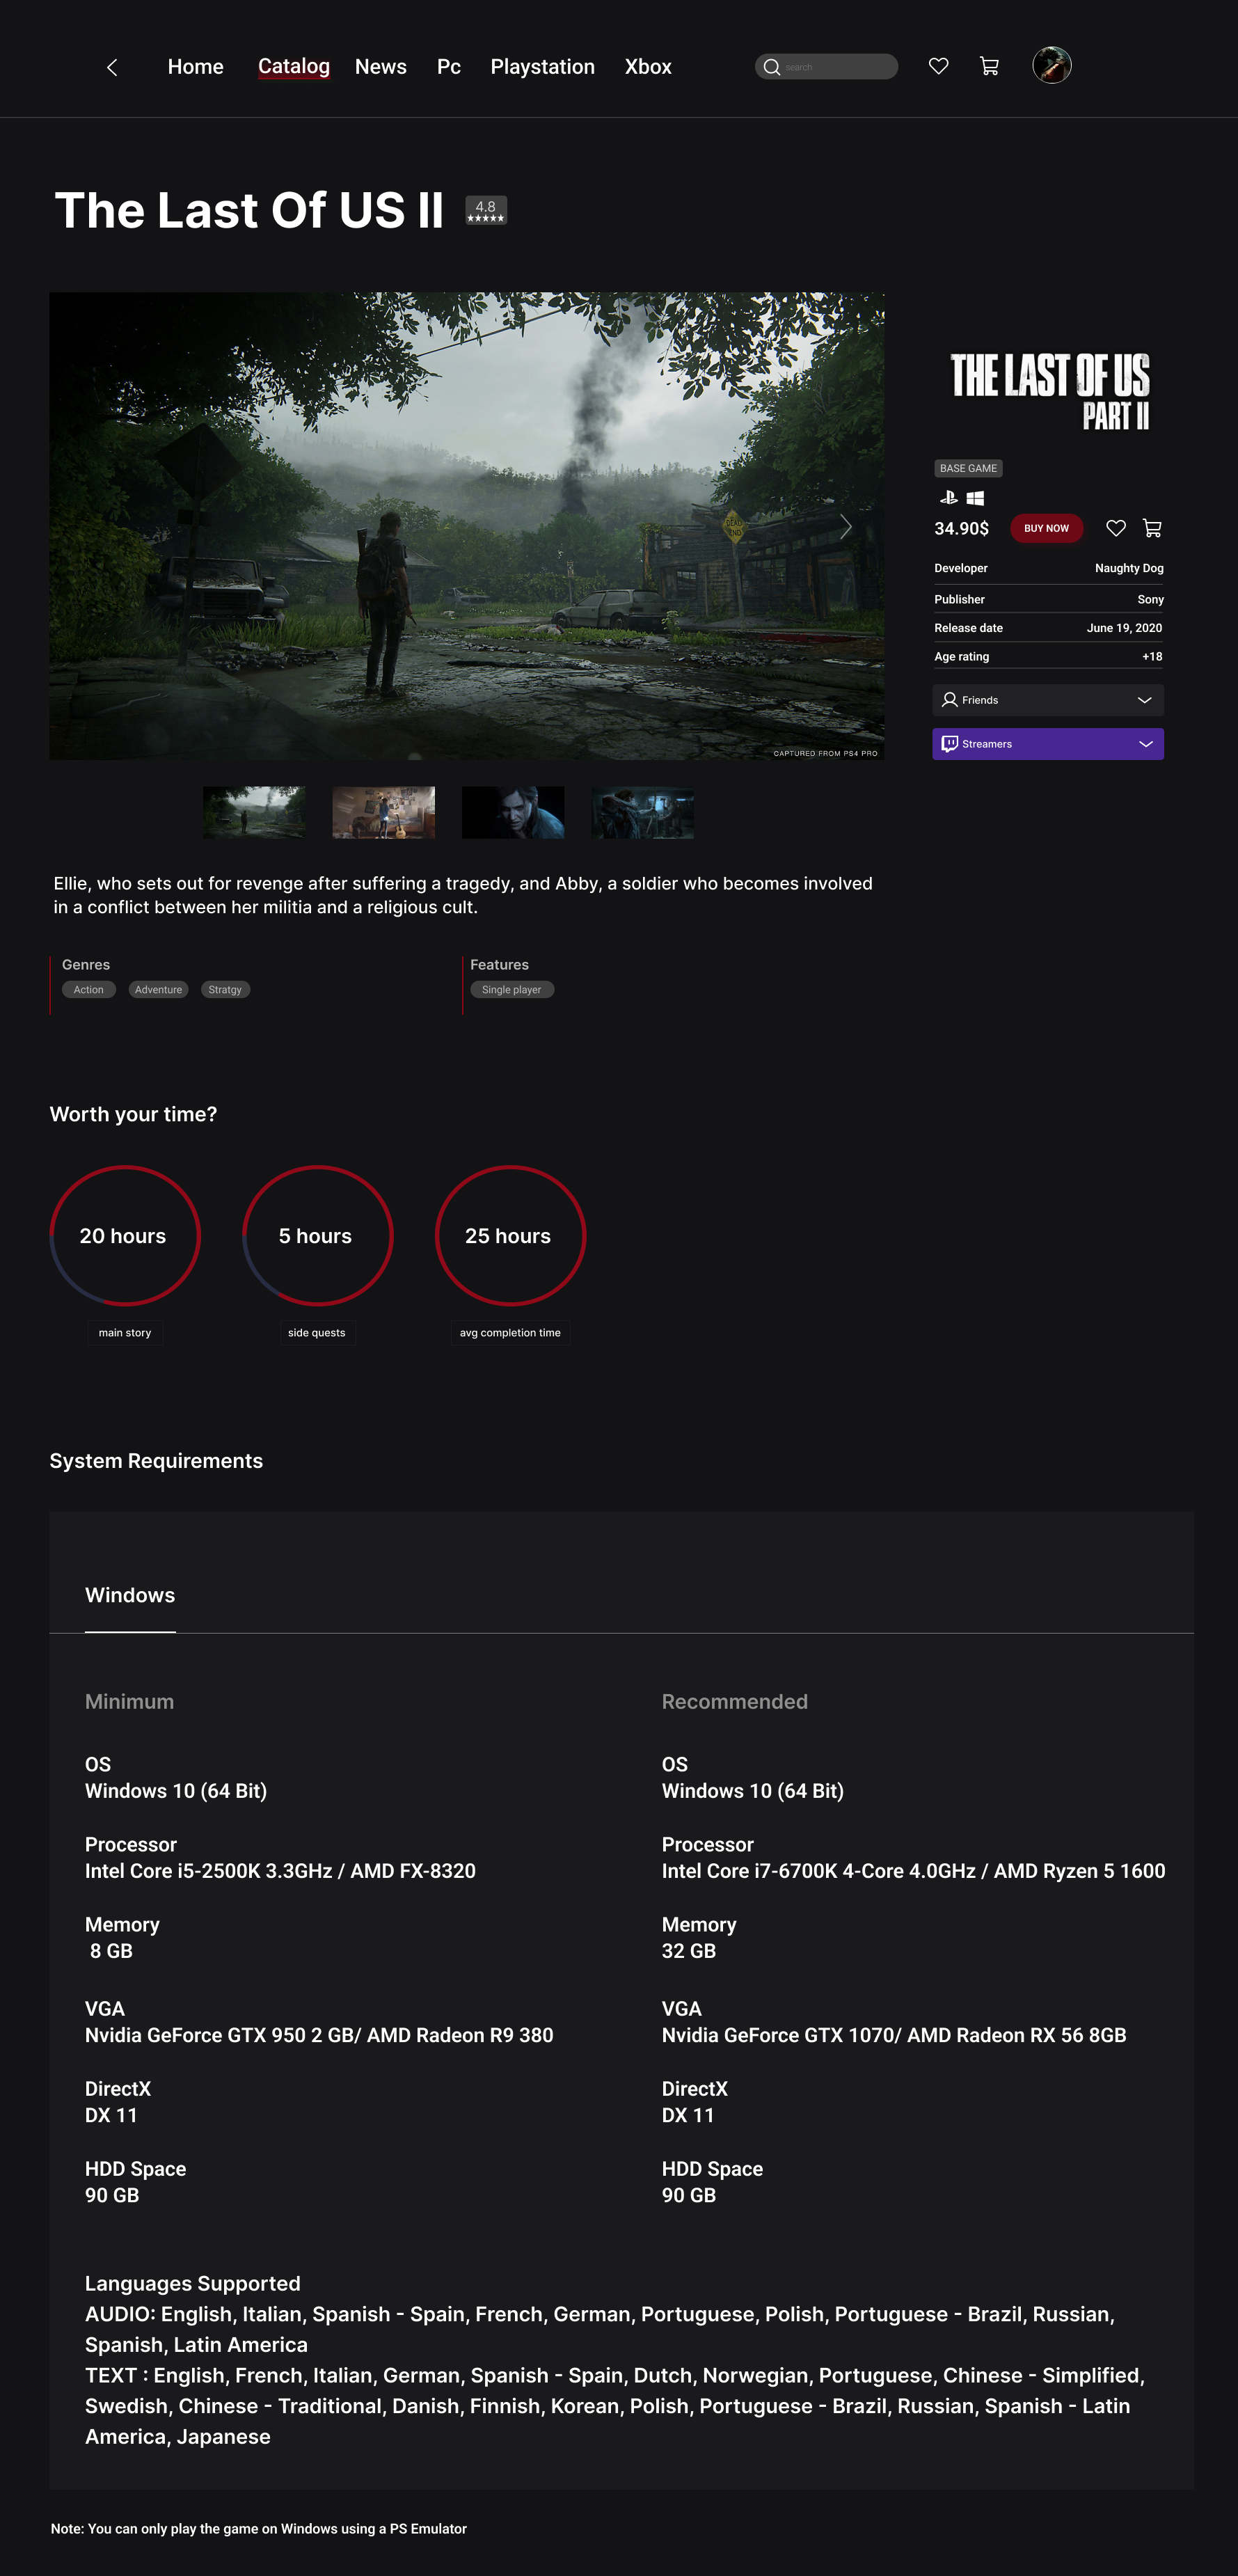 Home Catalog News Pc Playstation Xbox search
The Last Of US II 4.8
DEAD
END
CAPTURED FROM PS4 PRO
THE LAST OF US
PART II
BASE GAME
34.90$ BUY NOW
Developer Naughty Dog
Publisher Sony
Release date June 19, 2020
Age rating +18
Friends
Streamers
Ellie, who sets out for revenge after suffering a tragedy, and Abby, a soldier who becomes involved
in a conflict between her militia and a religious cult.
Genres
Action Adventure Stratgy
Features
Single player
Worth your time?
20 hours 5 hours 25 hours
main story side quests avg completion time
System Requirements
Windows
Minimum
OS
Windows 10 (64 Bit)
Processor
Intel Core i5-2500K 3.3GHz / AMD FX-8320
Memory
8 GB
VGA
Nvidia GeForce GTX 950 2 GB/ AMD Radeon R9 380
DirectX
DX 11
HDD Space
90 GB
Recommended
OS
Windows 10 (64 Bit)
Processor
Intel Core i7-6700K 4-Core 4.0GHz / AMD Ryzen 5 1600
Memory
32 GB
VGA
Nvidia GeForce GTX 1070/ AMD Radeon RX 56 8GB
DirectX
DX 11
HDD Space
90 GB
Languages Supported
AUDIO: English, Italian, Spanish - Spain, French, German, Portuguese, Polish, Portuguese - Brazil, Russian,
Spanish, Latin America
TEXT : English, French, Italian, German, Spanish - Spain, Dutch, Norwegian, Portuguese, Chinese - Simplified,
Swedish, Chinese - Traditional, Danish, Finnish, Korean, Polish, Portuguese - Brazil, Russian, Spanish - Latin
America, Japanese
Note: You can only play the game on Windows using a PS Emulator